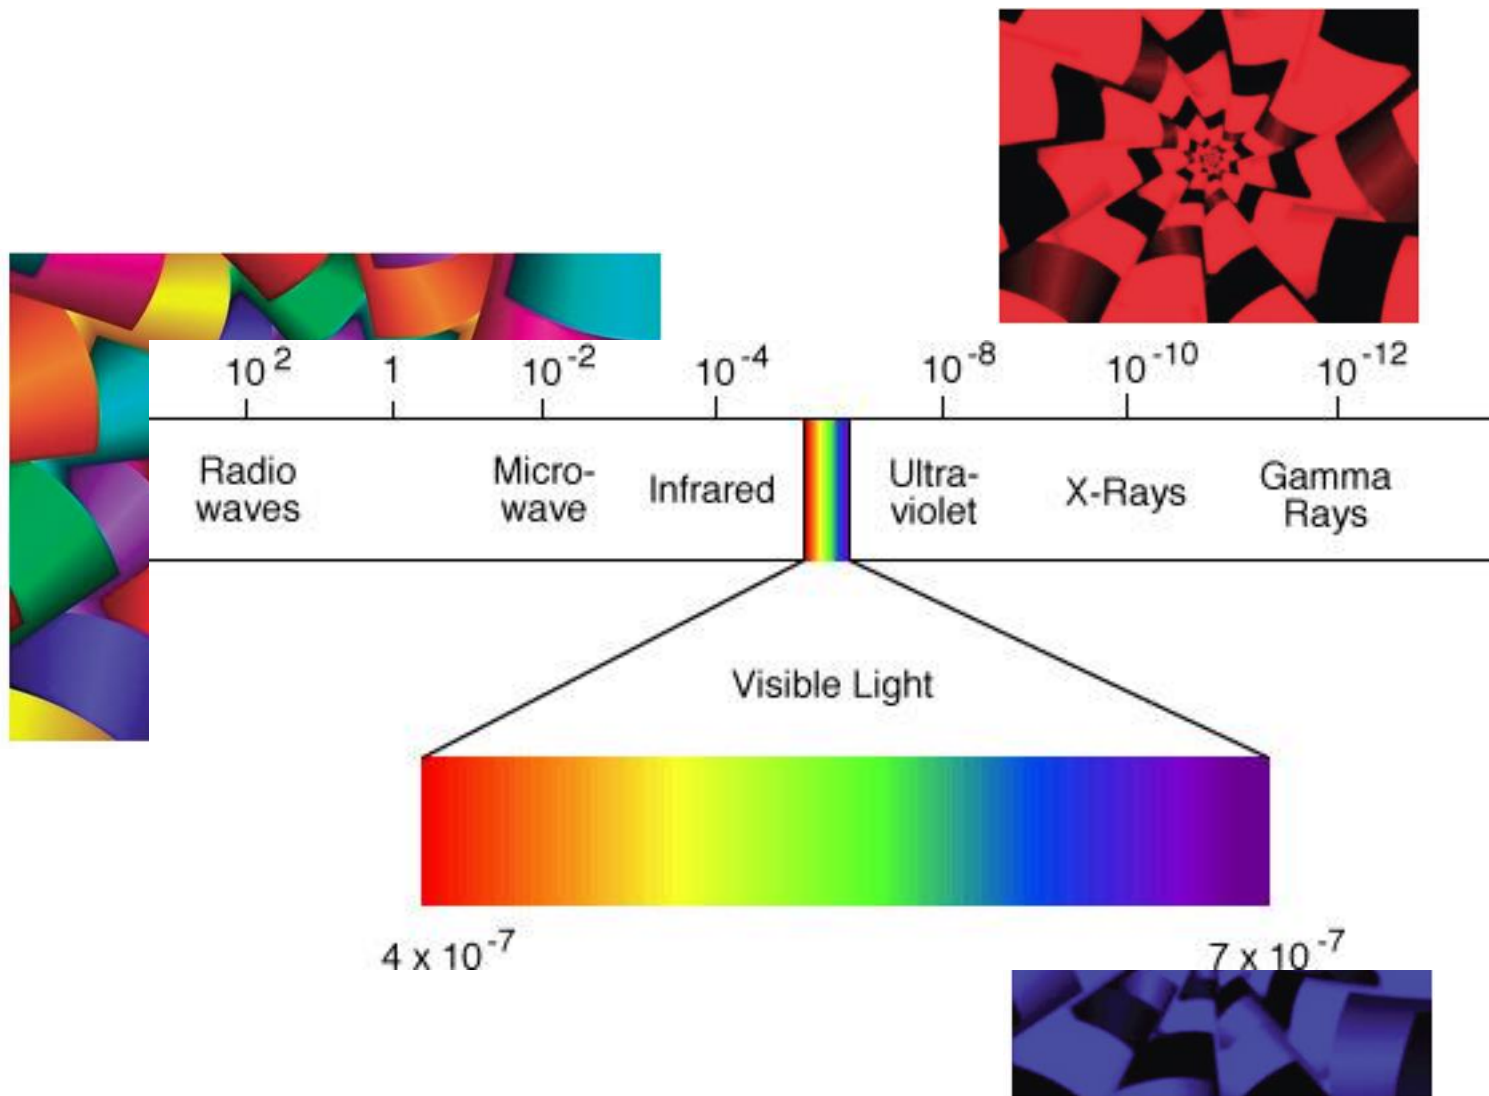 10² 1 10⁻² 10⁻⁴ 10⁻⁸ 10⁻¹⁰ 10⁻¹²
Radio
waves
Micro-
wave
Infrared
Ultra-
violet
X-Rays
Gamma
Rays
Visible Light
4 x 10⁻⁷ 7 x 10⁻⁷